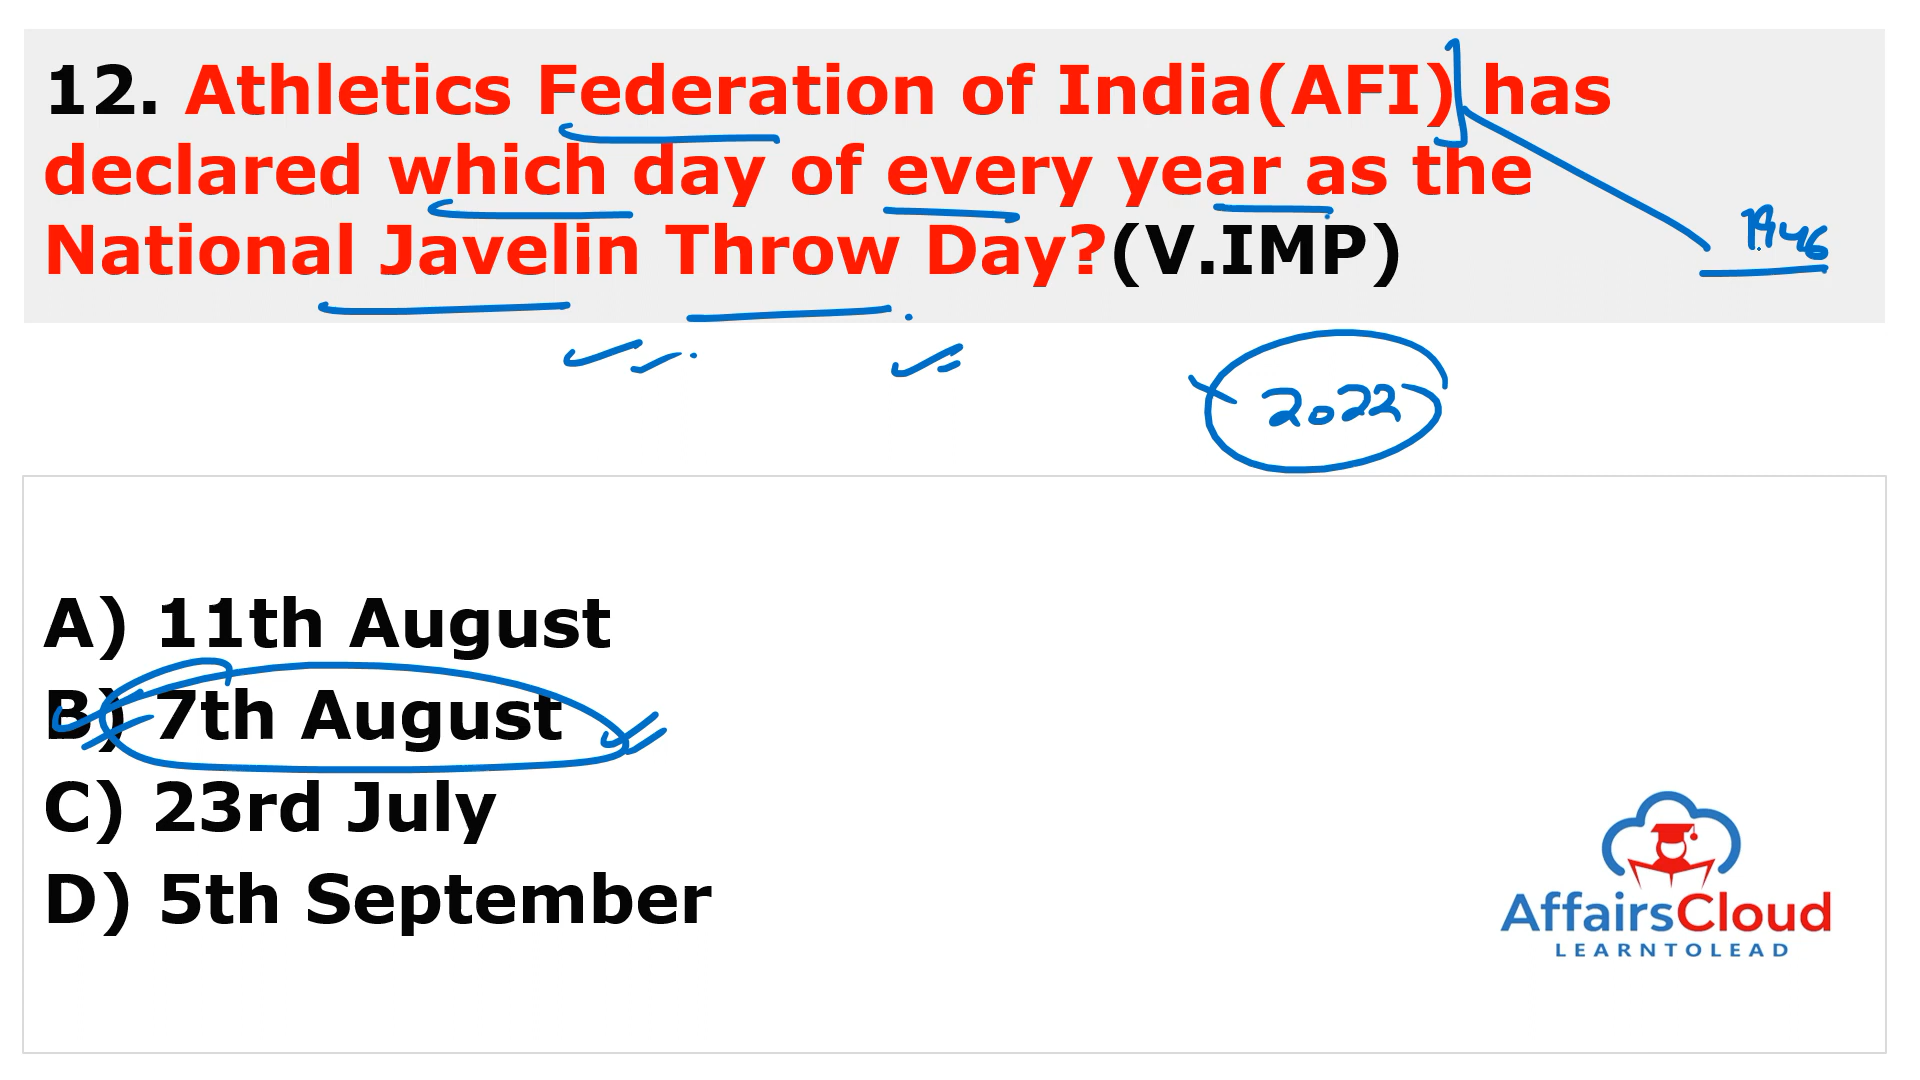 12. Athletics Federation of India(AFI) has
declared which day of every year as the
National Javelin Throw Day?(V.IMP)
1946
2022
A) 11th August
B) 7th August
C) 23rd July
D) 5th September
AffairsCloud
LEARNTOLEAD